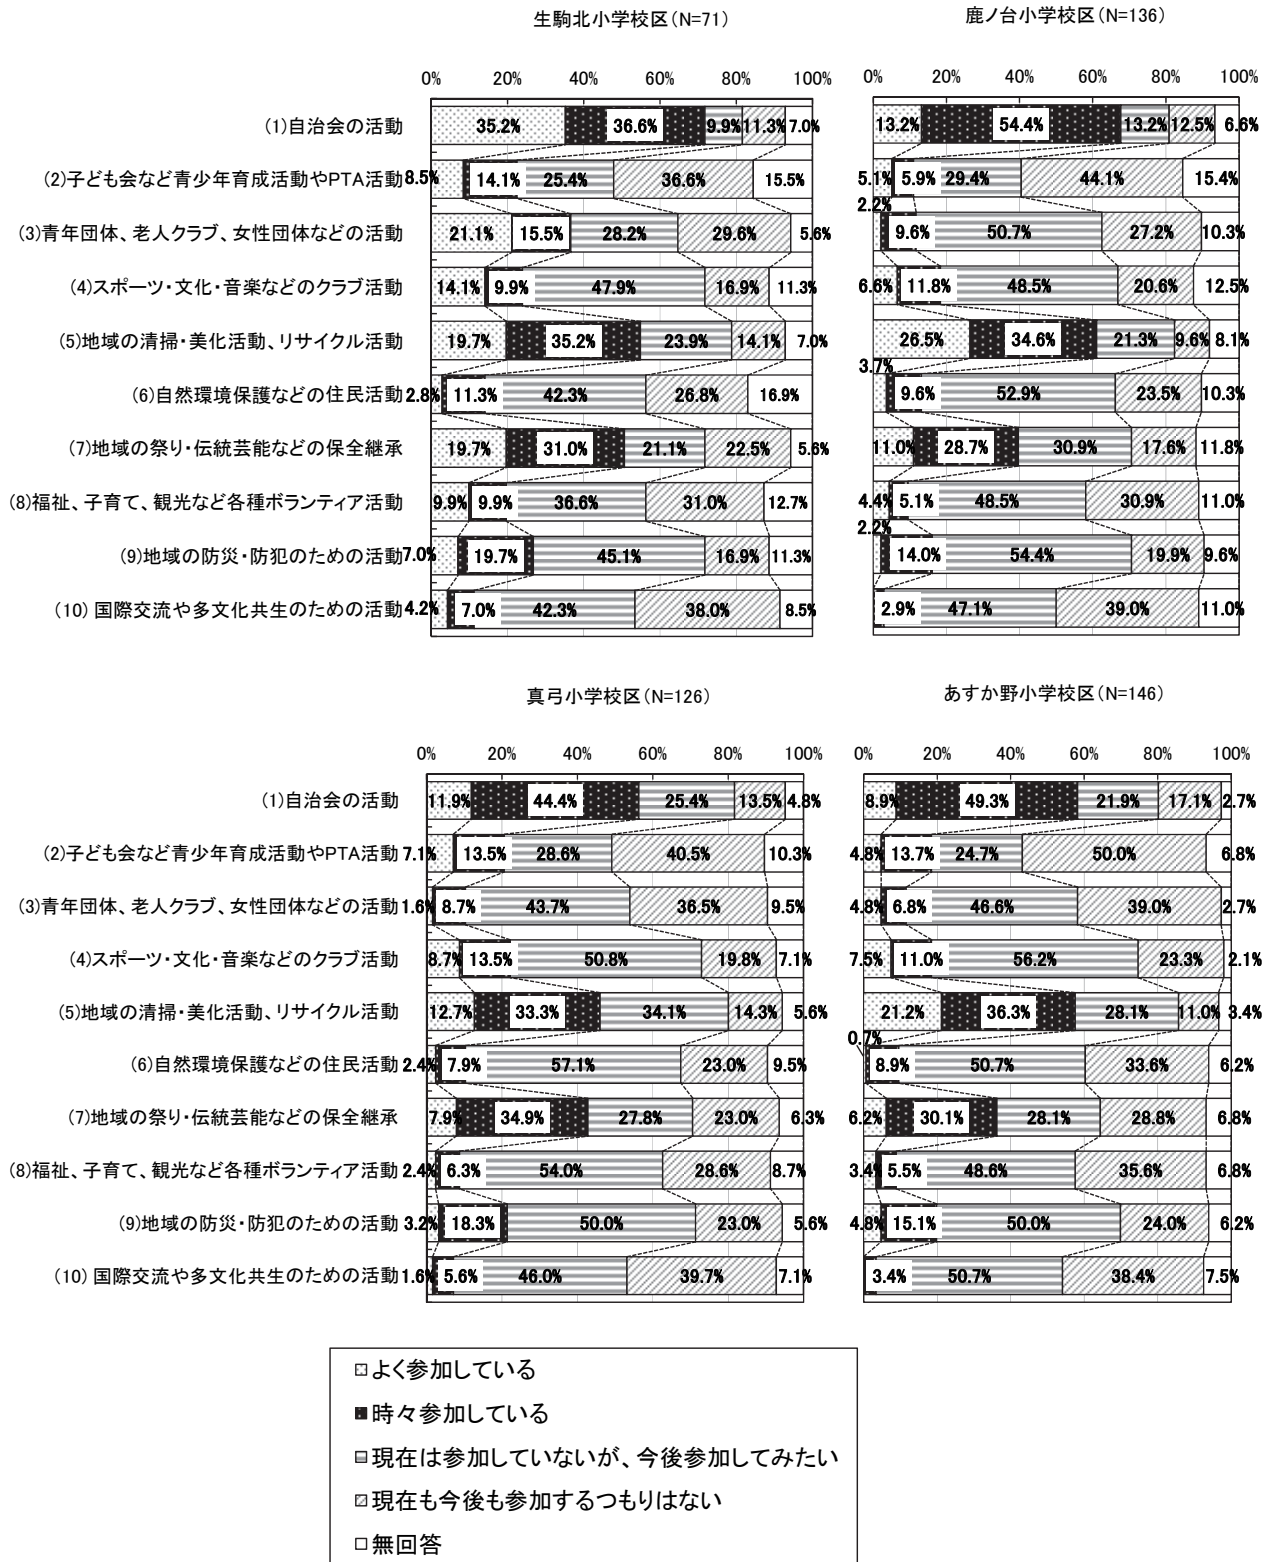 生駒北小学校区(N=71)
鹿ノ台小学校区(N=136)
0% 20% 40% 60% 80% 100%
0% 20% 40% 60% 80% 100%
(1)自治会の活動 35.2% 36.6% 9.9% 11.3% 7.0% 13.2% 54.4% 13.2% 12.5% 6.6%
(2)子ども会など青少年育成活動やPTA活動 8.5% 14.1% 25.4% 36.6% 15.5% 5.1% 5.9% 29.4% 44.1% 15.4%
(3)青年団体、老人クラブ、女性団体などの活動 21.1% 15.5% 28.2% 29.6% 5.6% 2.2% 9.6% 50.7% 27.2% 10.3%
(4)スポーツ・文化・音楽などのクラブ活動 14.1% 9.9% 47.9% 16.9% 11.3% 6.6% 11.8% 48.5% 20.6% 12.5%
(5)地域の清掃・美化活動、リサイクル活動 19.7% 35.2% 23.9% 14.1% 7.0% 26.5% 34.6% 21.3% 9.6% 8.1%
(6)自然環境保護などの住民活動 2.8% 11.3% 42.3% 26.8% 16.9% 3.7% 9.6% 52.9% 23.5% 10.3%
(7)地域の祭り・伝統芸能などの保全継承 19.7% 31.0% 21.1% 22.5% 5.6% 11.0% 28.7% 30.9% 17.6% 11.8%
(8)福祉、子育て、観光など各種ボランティア活動 9.9% 9.9% 36.6% 31.0% 12.7% 4.4% 5.1% 48.5% 30.9% 11.0%
(9)地域の防災・防犯のための活動 7.0% 19.7% 45.1% 16.9% 11.3% 2.2% 14.0% 54.4% 19.9% 9.6%
(10)国際交流や多文化共生のための活動 4.2% 7.0% 42.3% 38.0% 8.5% 2.9% 47.1% 39.0% 11.0%
真弓小学校区(N=126)
あすか野小学校区(N=146)
0% 20% 40% 60% 80% 100%
0% 20% 40% 60% 80% 100%
(1)自治会の活動 11.9% 44.4% 25.4% 13.5% 4.8% 8.9% 49.3% 21.9% 17.1% 2.7%
(2)子ども会など青少年育成活動やPTA活動 7.1% 13.5% 28.6% 40.5% 10.3% 4.8% 13.7% 24.7% 50.0% 6.8%
(3)青年団体、老人クラブ、女性団体などの活動 1.6% 8.7% 43.7% 36.5% 9.5% 4.8% 6.8% 46.6% 39.0% 2.7%
(4)スポーツ・文化・音楽などのクラブ活動 8.7% 13.5% 50.8% 19.8% 7.1% 7.5% 11.0% 56.2% 23.3% 2.1%
(5)地域の清掃・美化活動、リサイクル活動 12.7% 33.3% 34.1% 14.3% 5.6% 21.2% 36.3% 28.1% 11.0% 3.4%
(6)自然環境保護などの住民活動 2.4% 7.9% 57.1% 23.0% 9.5% 0.7% 8.9% 50.7% 33.6% 6.2%
(7)地域の祭り・伝統芸能などの保全継承 7.9% 34.9% 27.8% 23.0% 6.3% 6.2% 30.1% 28.1% 28.8% 6.8%
(8)福祉、子育て、観光など各種ボランティア活動 2.4% 6.3% 54.0% 28.6% 8.7% 3.4% 5.5% 48.6% 35.6% 6.8%
(9)地域の防災・防犯のための活動 3.2% 18.3% 50.0% 23.0% 5.6% 4.8% 15.1% 50.0% 24.0% 6.2%
(10)国際交流や多文化共生のための活動 1.6% 5.6% 46.0% 39.7% 7.1% 3.4% 50.7% 38.4% 7.5%
よく参加している
時々参加している
現在は参加していないが、今後参加してみたい
現在も今後も参加するつもりはない
無回答